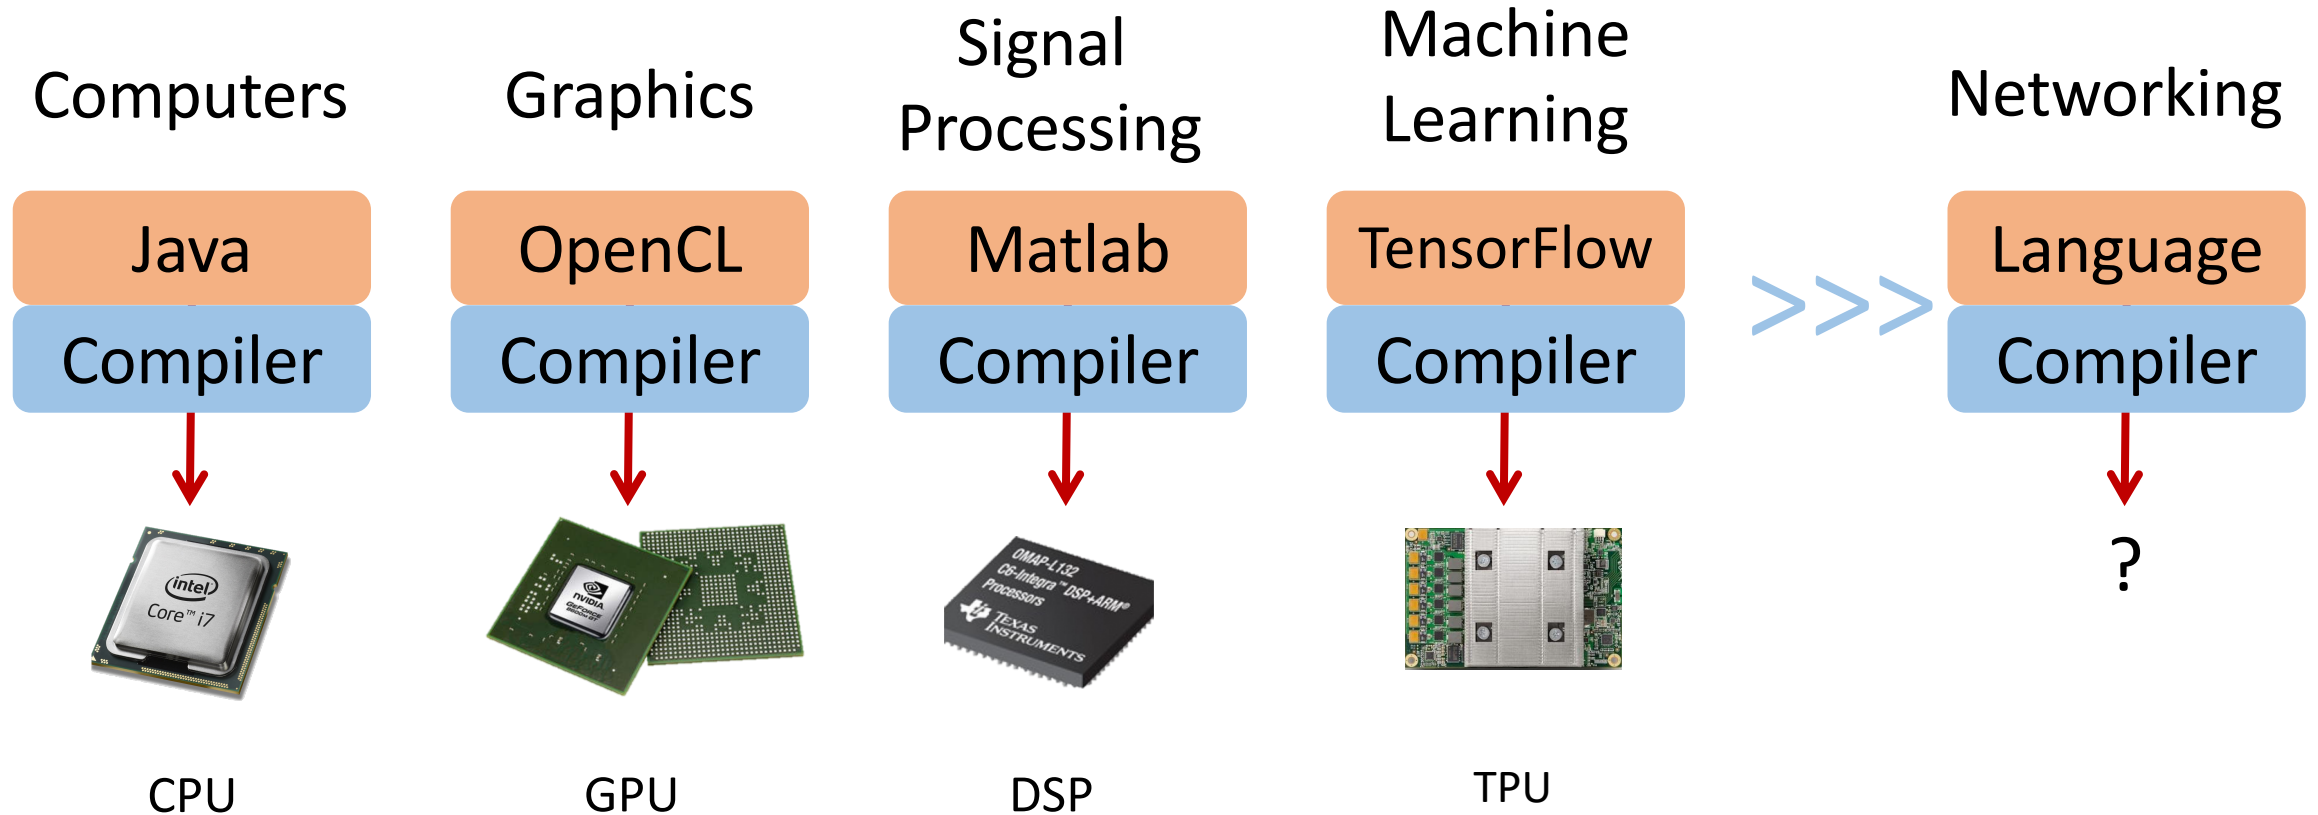 Computers
Graphics
Signal
Processing
Machine
Learning
Networking
Java
OpenCL
Matlab
TensorFlow
Language
>>>
Compiler
Compiler
Compiler
Compiler
Compiler
intel
Core™ i7
NVIDIA
GEFORCE
OMAP-L132
C6-Integra™ DSP+ARM®
Processors
TEXAS
INSTRUMENTS
?
CPU
GPU
DSP
TPU